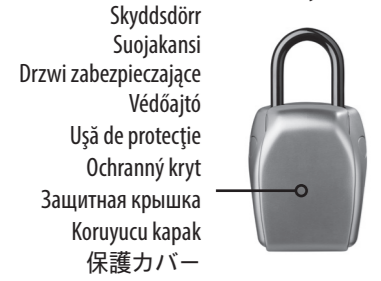 Skyddsdörr
Suojakansi
Drzwi zabezpieczające
Védőajtó
Uşă de protecţie
Ochranný kryt
Защитная крышка
Koruyucu kapak
保護カバー